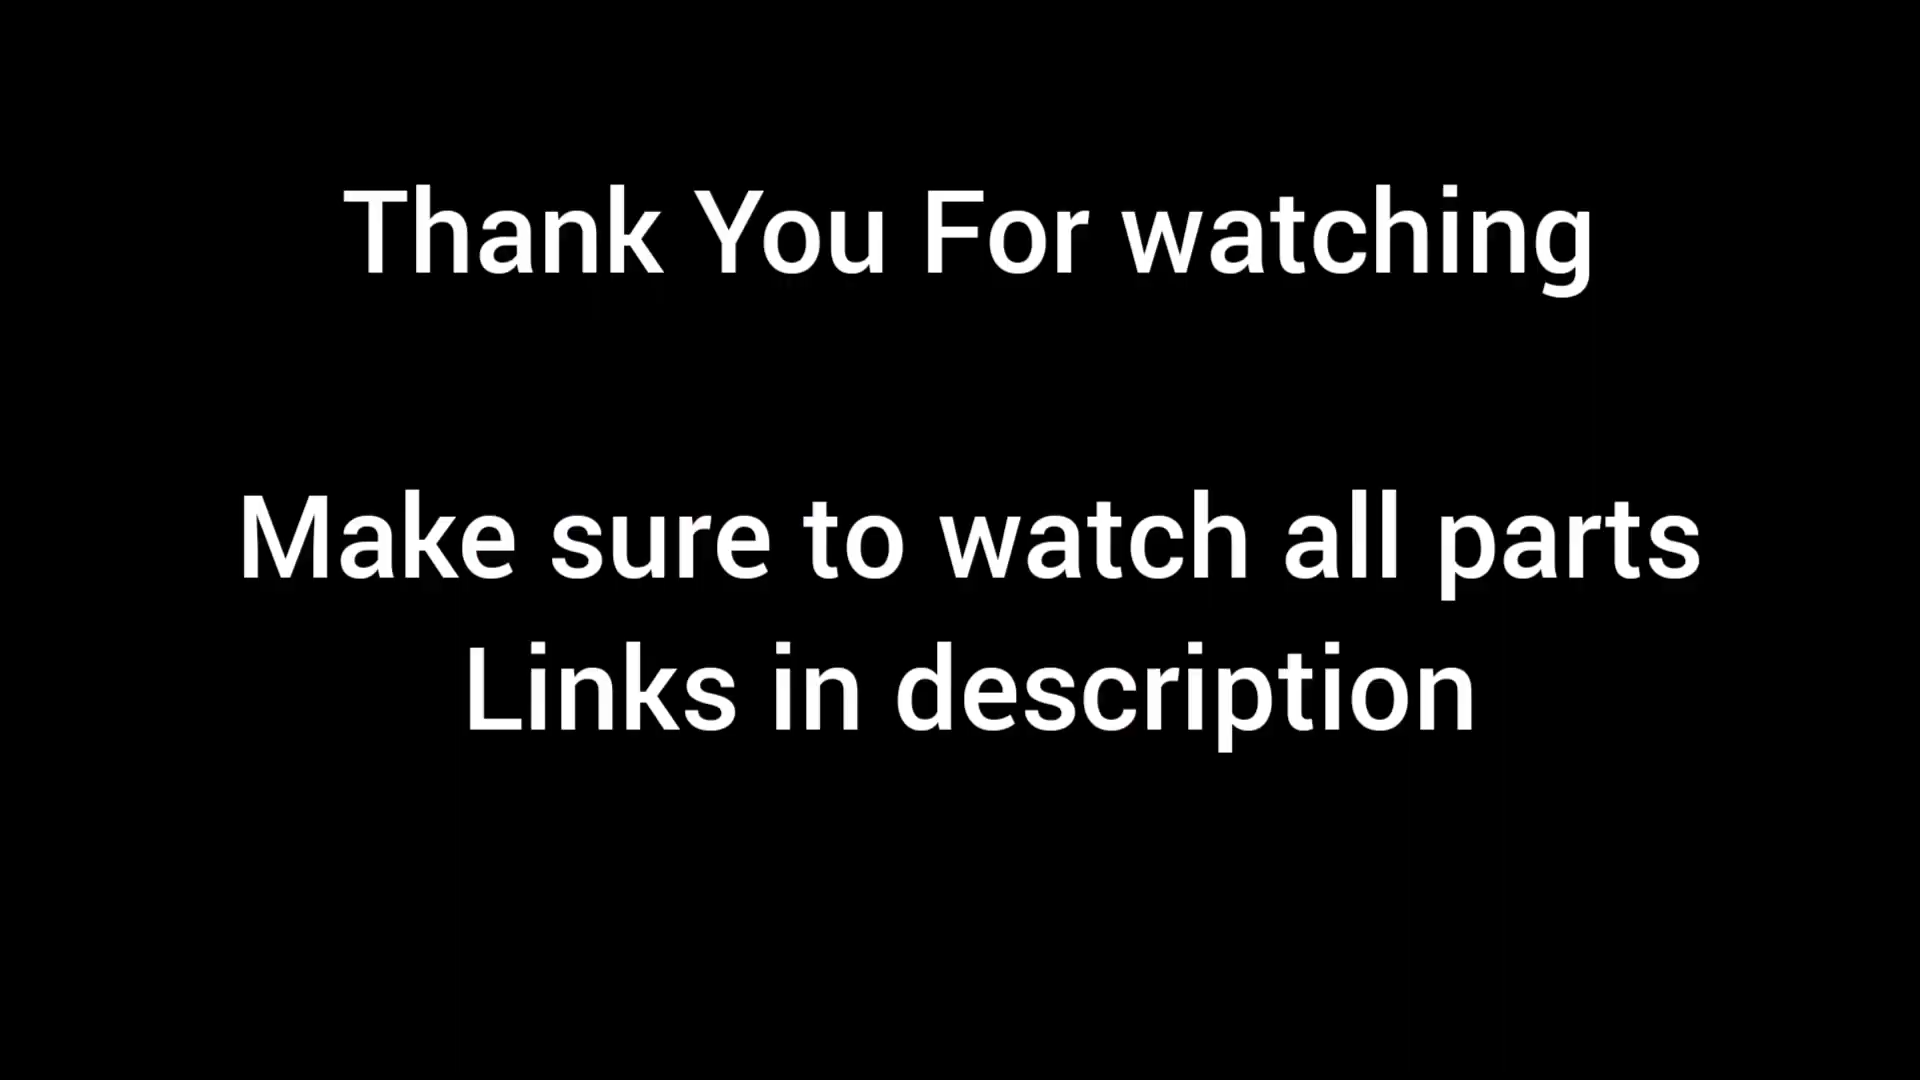 Thank You For watching
Make sure to watch all parts
Links in description